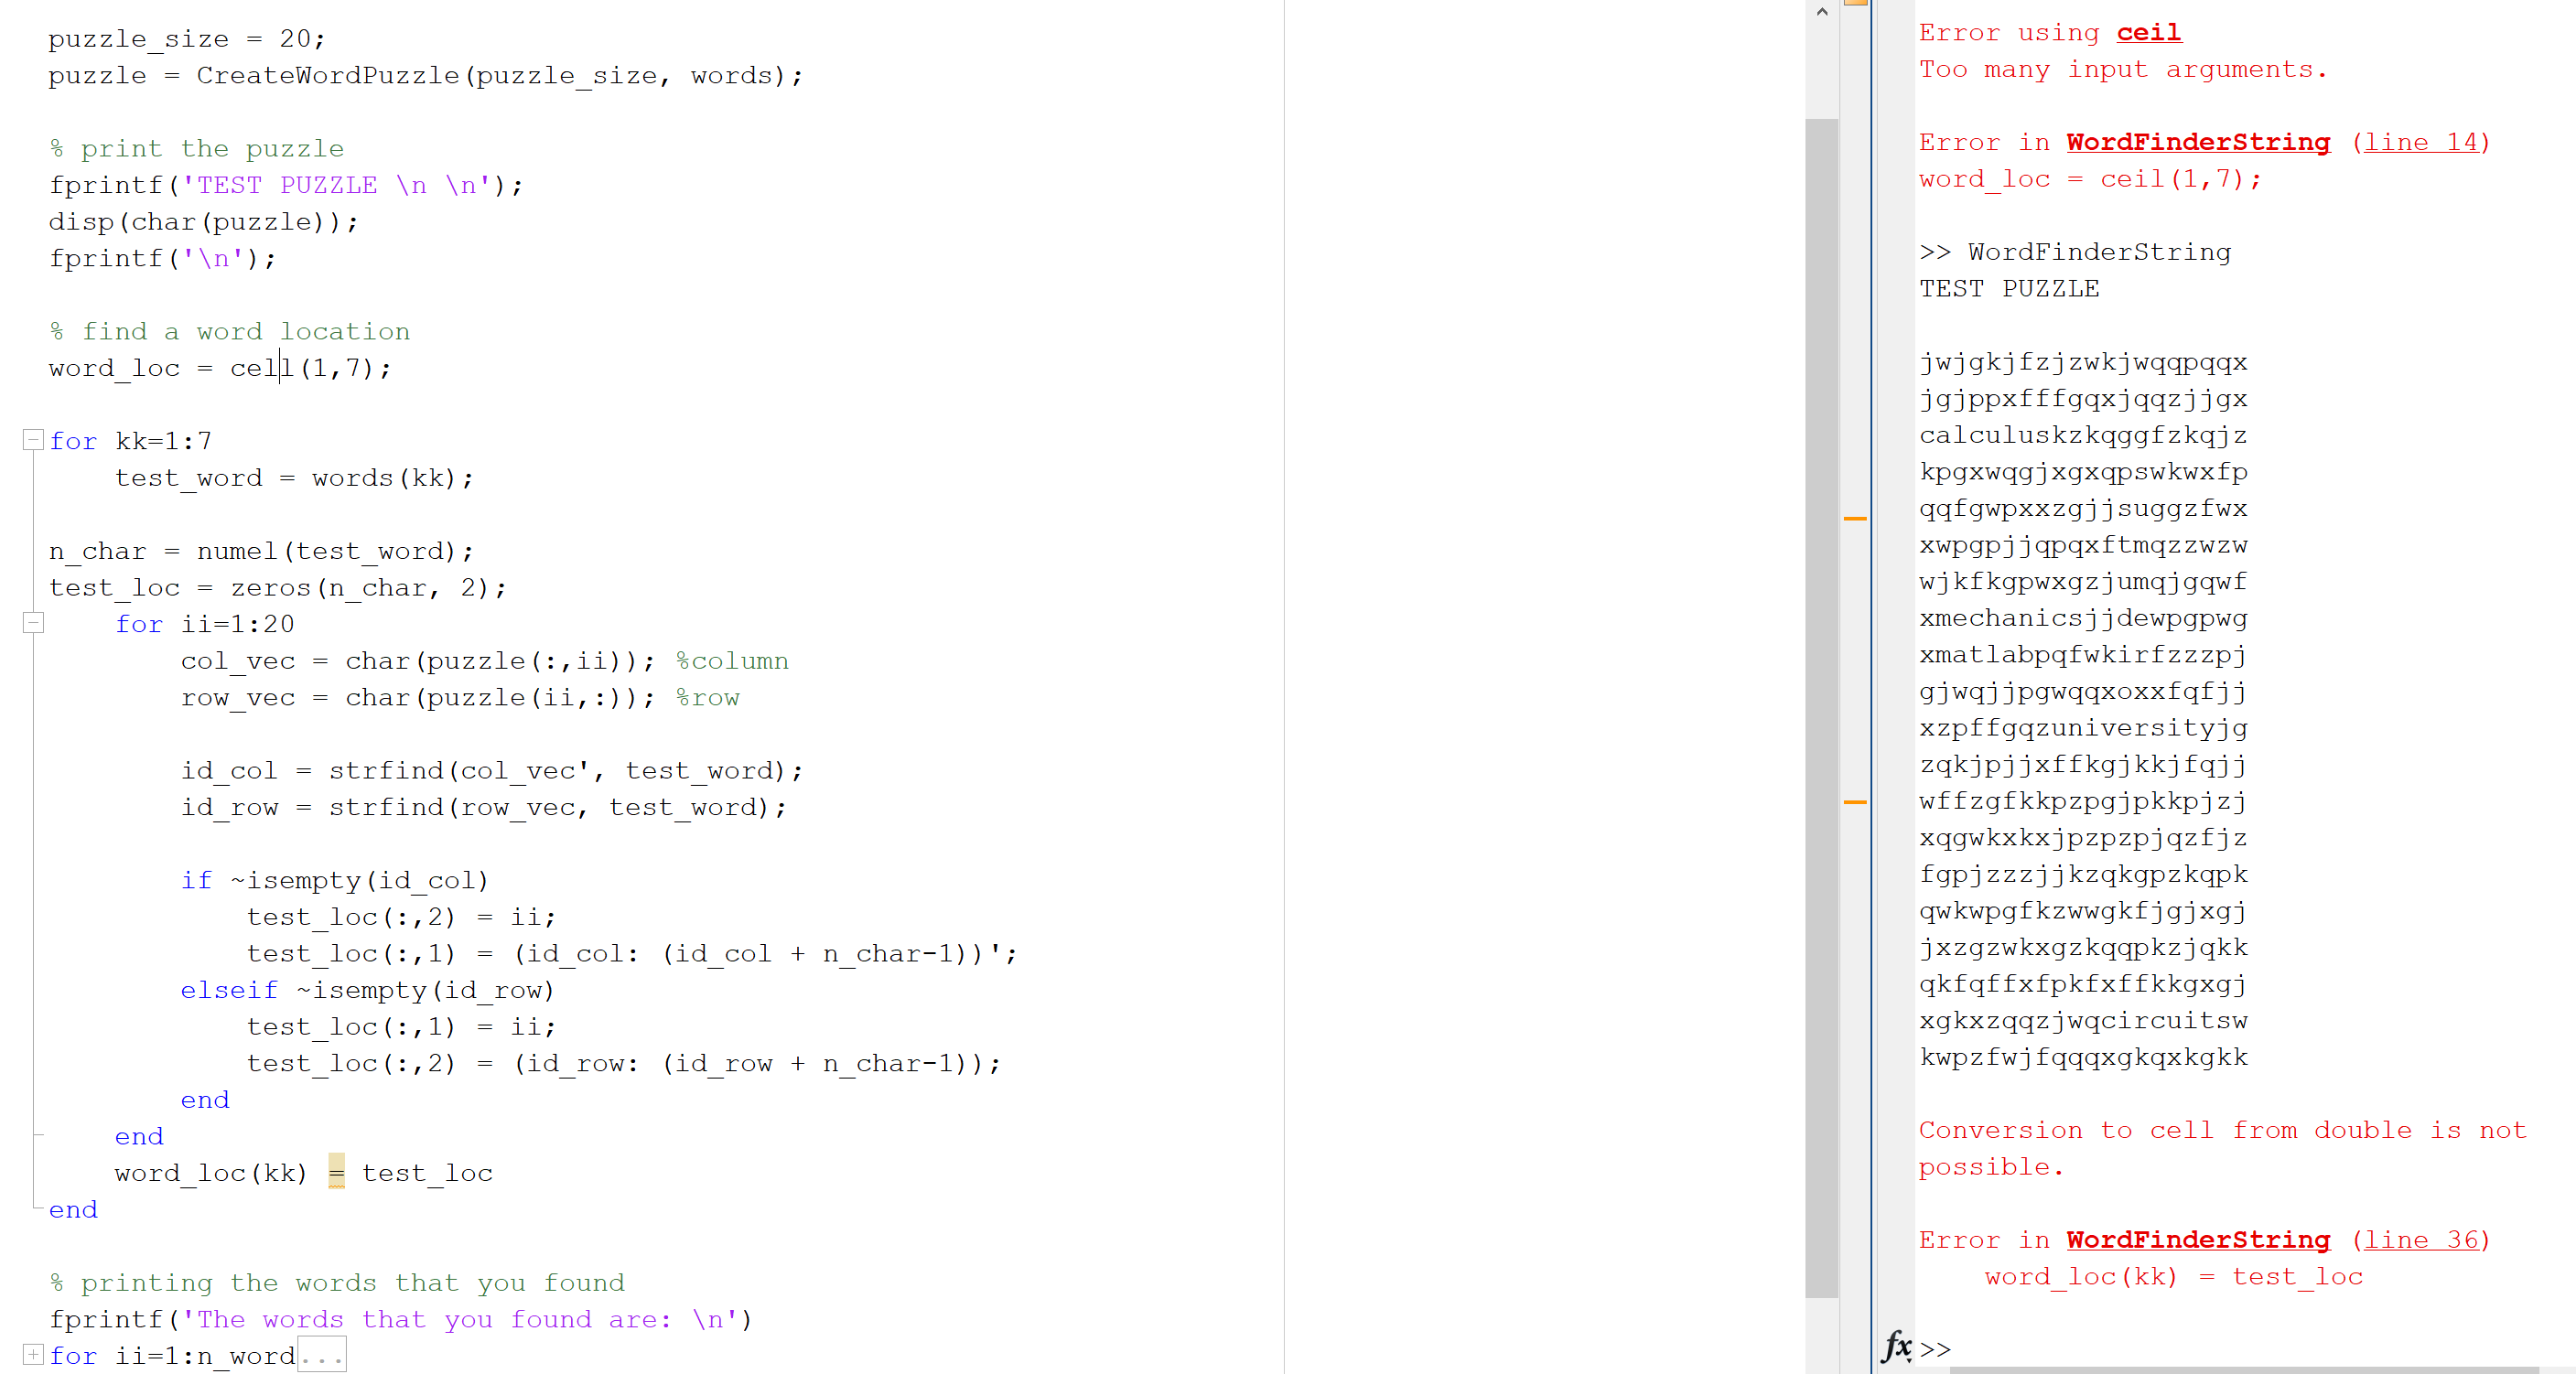 puzzle_size = 20;
puzzle = CreateWordPuzzle(puzzle_size, words);
% print the puzzle
fprintf('TEST PUZZLE \n \n');
disp(char(puzzle));
fprintf('\n');
% find a word location
word_loc = cell(1,7);
for kk=1:7
test_word = words(kk);
n_char = numel(test_word);
test_loc = zeros(n_char, 2);
for ii=1:20
col_vec = char(puzzle(:,ii)); %column
row_vec = char(puzzle(ii,:)); %row
id_col = strfind(col_vec', test_word);
id_row = strfind(row_vec, test_word);
if ~isempty(id_col)
test_loc(:,2) = ii;
test_loc(:,1) = (id_col: (id_col + n_char-1))';
elseif ~isempty(id_row)
test_loc(:,1) = ii;
test_loc(:,2) = (id_row: (id_row + n_char-1));
end
end
word_loc(kk) = test_loc
end
% printing the words that you found
fprintf('The words that you found are: \n')
for ii=1:n_word...
Error using ceil
Too many input arguments.
Error in WordFinderString (line 14)
word_loc = ceil(1,7);
>> WordFinderString
TEST PUZZLE
jwjgkjfzjzwkjwqqpqqx
jgjppxfffgqxjqqzjjgx
calculuskzkqggfzkqjz
kpgxwqgjxgxqpswkwxfp
qqfgwpxxzgjjsuggzfwx
xwpgpjjqpqxftmqzzwzw
wjkfkgpwxgzjumqjgqwf
xmechanicsjjdewpgpwg
xmatlabpqfwkirfzzzpj
gjwqjjpgwqqxoxxfqfjj
xzpffgqzuniversityjg
zqkjpjjxffkgjkkjfqjj
wffzgfkkpzpgjpkkpjzj
xqgwkxkxjpzpzpjqzfjz
fgpjzzzjjkzqkgpzkqpk
qwkwpgfkzwwgkfjgjxgj
jxzgzwkxgzkqqpkzjqkk
qkfqffxfpkfxffkkgxgj
xgkxzqqzjwqcircuitsw
kwpzfwjfqqqxgkqxkgkk
Conversion to cell from double is not
possible.
Error in WordFinderString (line 36)
word_loc(kk) = test_loc
fx >>